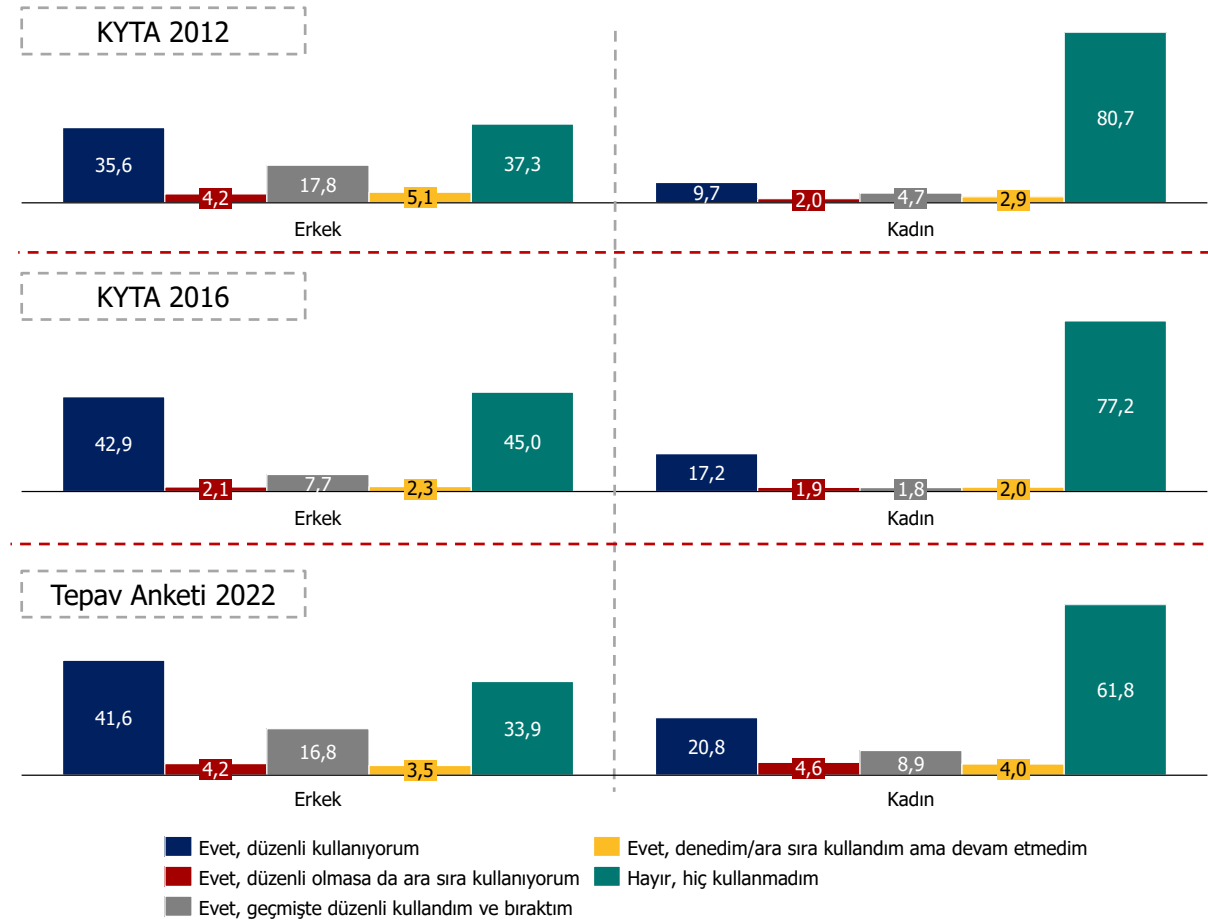 KYTA 2012
35,6
4,2
17,8
5,1
37,3
9,7
2,0
4,7
2,9
80,7
Erkek
Kadın
KYTA 2016
42,9
2,1
7,7
2,3
45,0
17,2
1,9
1,8
2,0
77,2
Erkek
Kadın
Tepav Anketi 2022
41,6
4,2
16,8
3,5
33,9
20,8
4,6
8,9
4,0
61,8
Erkek
Kadın
Evet, düzenli kullanıyorum
Evet, denedim/ara sıra kullandım ama devam etmedim
Evet, düzenli olmasa da ara sıra kullanıyorum
Hayır, hiç kullanmadım
Evet, geçmişte düzenli kullandım ve bıraktım